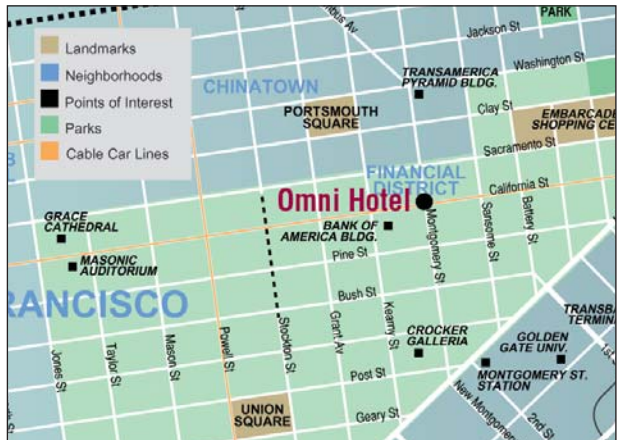 Landmarks
Neighborhoods
Points of Interest
Parks
Cable Car Lines
PARK
Jackson St
Washington St
CHINATOWN
TRANSAMERICA
PYRAMID BLDG.
Clay St
PORTSMOUTH
SQUARE
EMBARCADE
SHOPPING CE
Sacramento St
FINANCIAL
DISTRICT
California St
Omni Hotel
GRACE
CATHEDRAL
BANK OF
AMERICA BLDG.
Montgomery St
Sansome St
Battery St
MASONIC
AUDITORIUM
Pine St
RANCISCO
Bush St
TRANSBA
TERMIN
Jones St
Taylor St
Mason St
Powell St
Stockton St
Grant Av
Kearny St
CROCKER
GALLERIA
GOLDEN
GATE UNIV.
1st
MONTGOMERY ST.
STATION
Post St
UNION
SQUARE
Geary St
New Montgome
2nd St